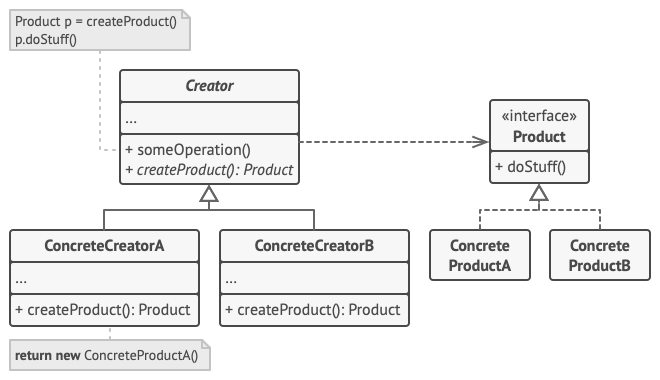 Product p = createProduct()
p.doStuff()
Creator
...
+ someOperation()
+ createProduct(): Product
«interface»
Product
+ doStuff()
ConcreteCreatorA
...
+ createProduct(): Product
ConcreteCreatorB
...
+ createProduct(): Product
Concrete
ProductA
Concrete
ProductB
return new ConcreteProductA()